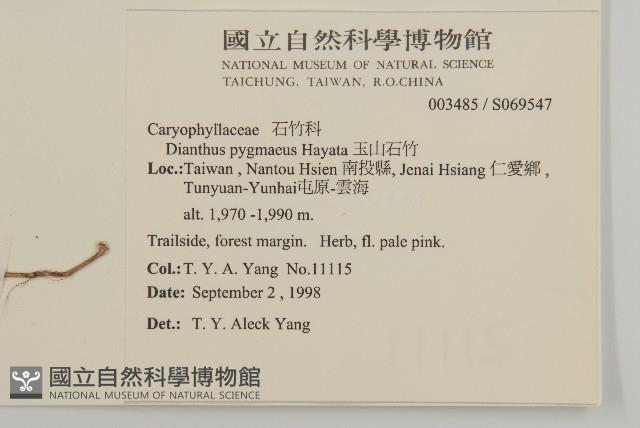 國立自然科學博物館
NATIONAL MUSEUM OF NATURAL SCIENCE
TAICHUNG, TAIWAN, R.O.CHINA
003485 / S069547
Caryophyllaceae 石竹科
Dianthus pygmaeus Hayata 玉山石竹
Loc.:Taiwan , Nantou Hsien 南投縣, Jenai Hsiang 仁愛鄉 ,
Tunyuan-Yunhai屯原-雲海
alt. 1,970 -1,990 m.
Trailside, forest margin. Herb, fl. pale pink.
Col.: T. Y. A. Yang No.11115
Date: September 2 , 1998
Det.: T. Y. Aleck Yang
國立自然科學博物館
NATIONAL MUSEUM OF NATURAL SCIENCE